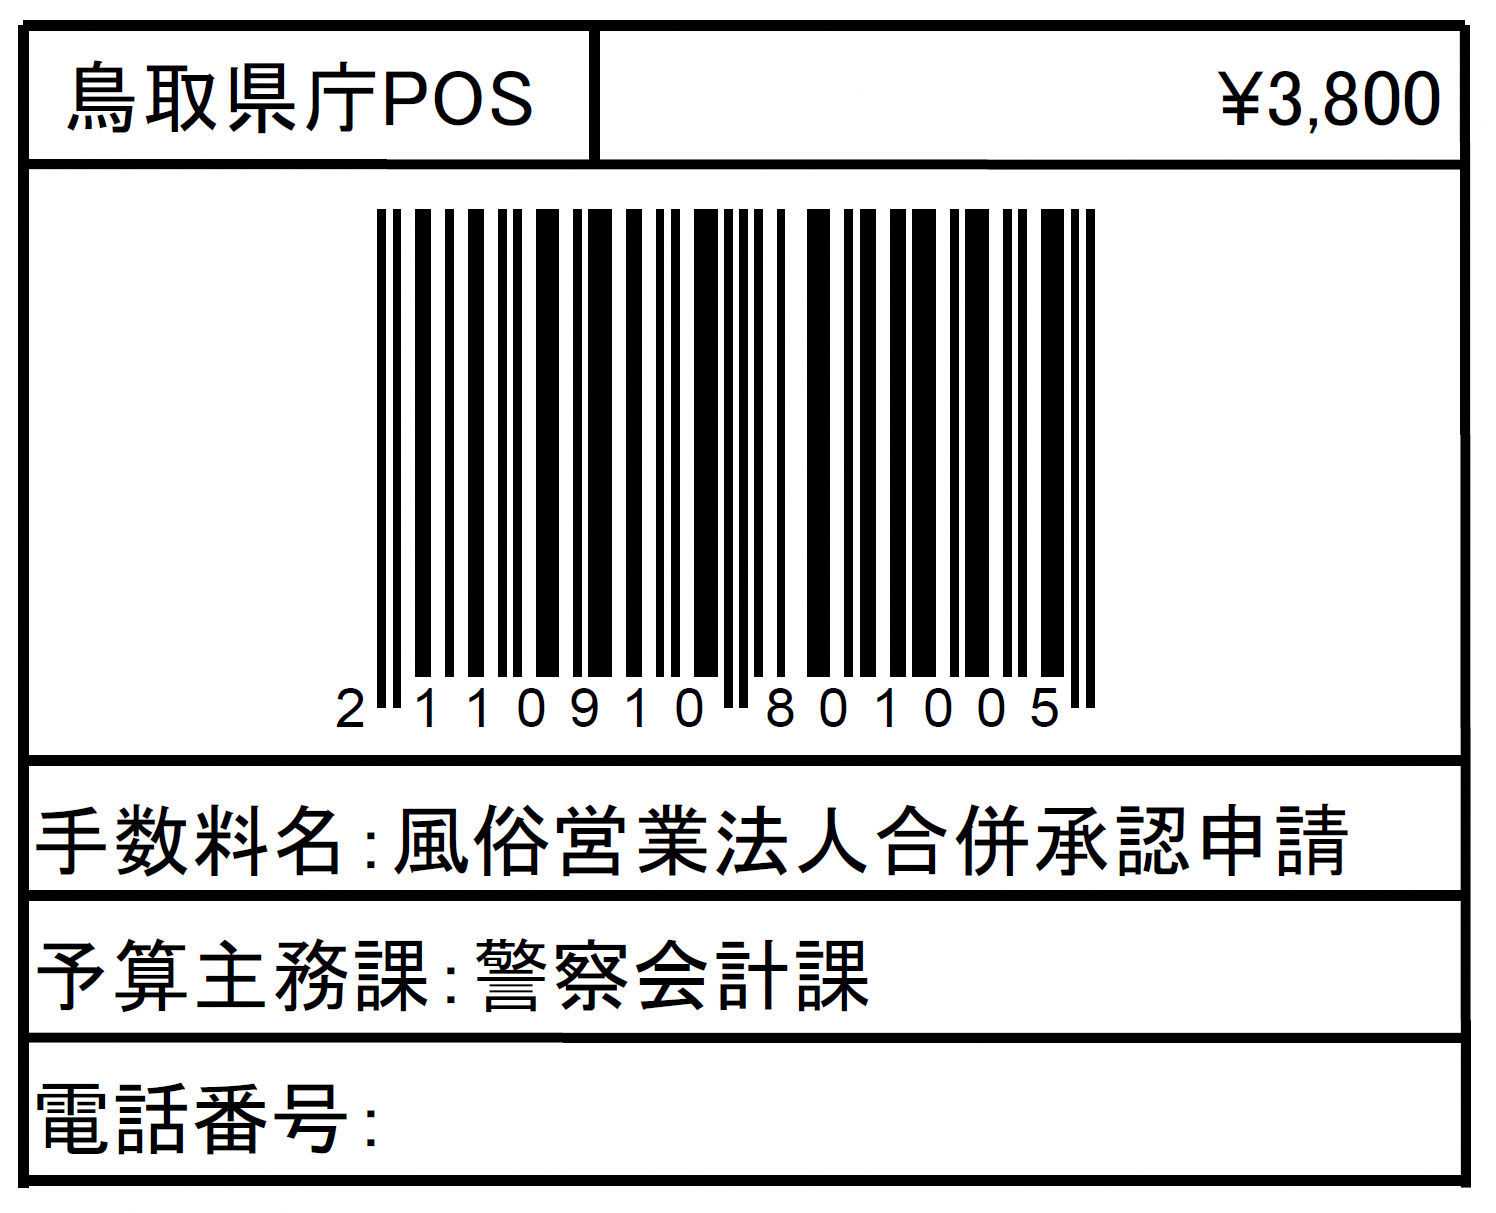 鳥取県庁POS
¥3,800
2 110910 801005
手数料名:風俗営業法人合併承認申請
予算主務課:警察会計課
電話番号: